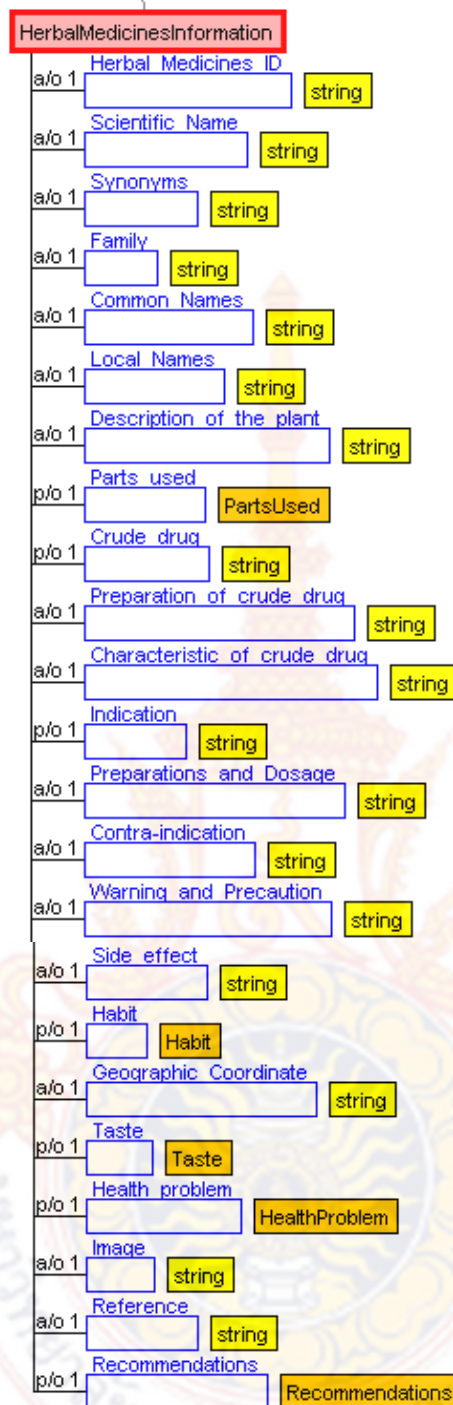 HerbalMedicinesInformation
Herbal Medicines ID
a/o 1 string
Scientific Name
a/o 1 string
Synonyms
a/o 1 string
Family
a/o 1 string
Common Names
a/o 1 string
Local Names
a/o 1 string
Description of the plant
a/o 1 string
Parts used
p/o 1 PartsUsed
Crude drug
p/o 1 string
Preparation of crude drug
a/o 1 string
Characteristic of crude drug
a/o 1 string
Indication
p/o 1 string
Preparations and Dosage
a/o 1 string
Contra-indication
a/o 1 string
Warning and Precaution
a/o 1 string
Side effect
a/o 1 string
Habit
p/o 1 Habit
Geographic Coordinate
a/o 1 string
Taste
p/o 1 Taste
Health problem
p/o 1 HealthProblem
Image
a/o 1 string
Reference
a/o 1 string
Recommendations
p/o 1 Recommendations